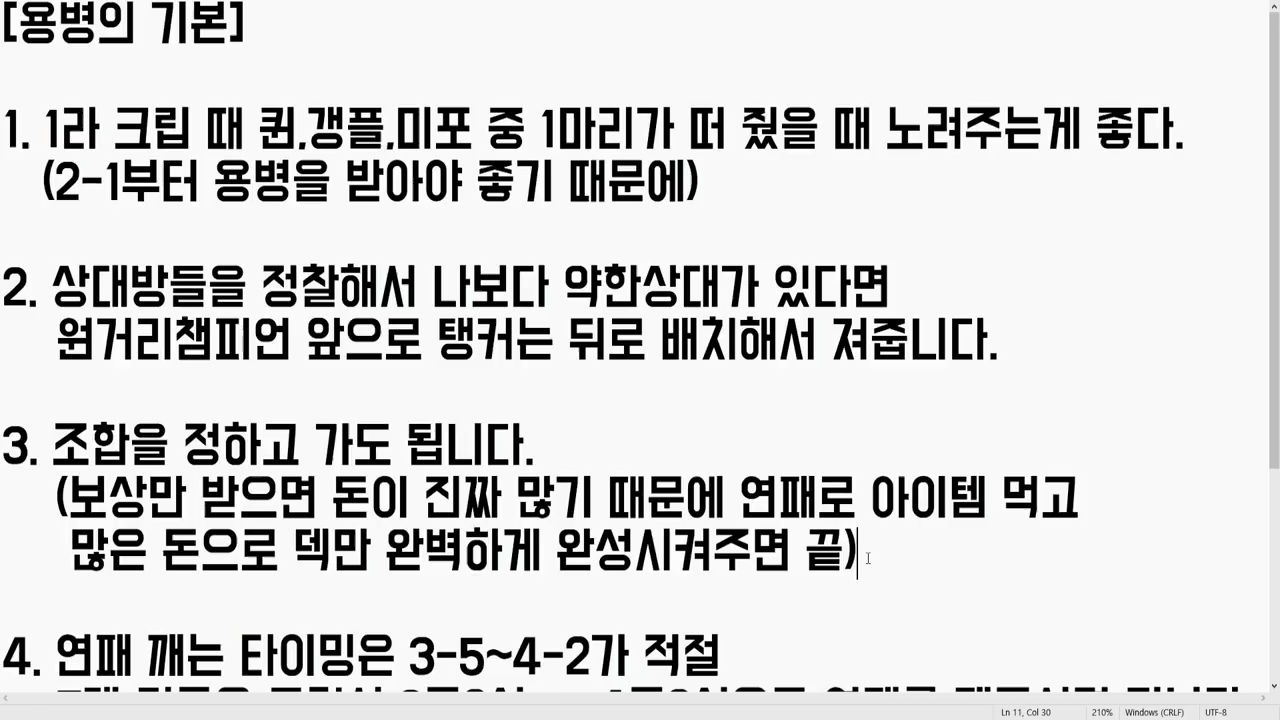 [용병의 기본]
1. 1라 크립 때 퀸,갱플,미포 중 1마리가 떠 줬을 때 노려주는게 좋다.
(2-1부터 용병을 받아야 좋기 때문에)
2. 상대방들을 정찰해서 나보다 약한상대가 있다면
원거리챔피언 앞으로 탱커는 뒤로 배치해서 져줍니다.
3. 조합을 정하고 가도 됩니다.
(보상만 받으면 돈이 진짜 많기 때문에 연패로 아이템 먹고
많은 돈으로 덱만 완벽하게 완성시켜주면 끝)
4. 연패 깨는 타이밍은 3-5~4-2가 적절
Ln 11, Col 30
210%
Windows (CRLF)
UTF-8